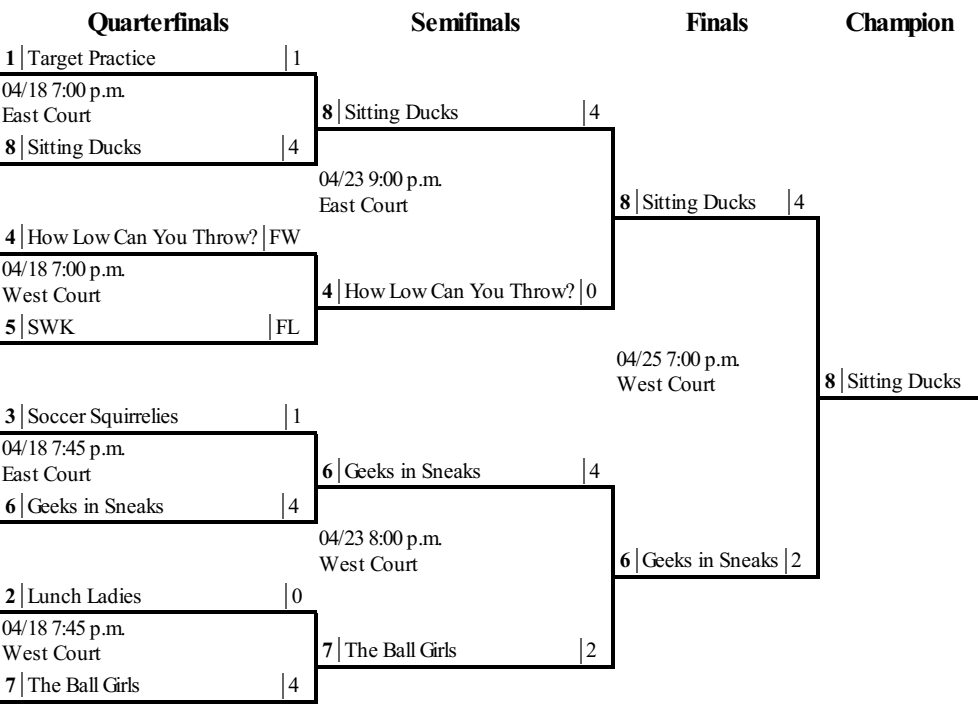 Quarterfinals Semifinals Finals Champion
1 Target Practice 1
04/18 7:00 p.m.
East Court
8 Sitting Ducks 4
4 How Low Can You Throw? FW
04/18 7:00 p.m.
West Court
5 SWK FL
3 Soccer Squirrelies 1
04/18 7:45 p.m.
East Court
6 Geeks in Sneaks 4
2 Lunch Ladies 0
04/18 7:45 p.m.
West Court
7 The Ball Girls 4
8 Sitting Ducks 4
04/23 9:00 p.m.
East Court
4 How Low Can You Throw? 0
6 Geeks in Sneaks 4
04/23 8:00 p.m.
West Court
7 The Ball Girls 2
8 Sitting Ducks 4
04/25 7:00 p.m.
West Court
6 Geeks in Sneaks 2
8 Sitting Ducks